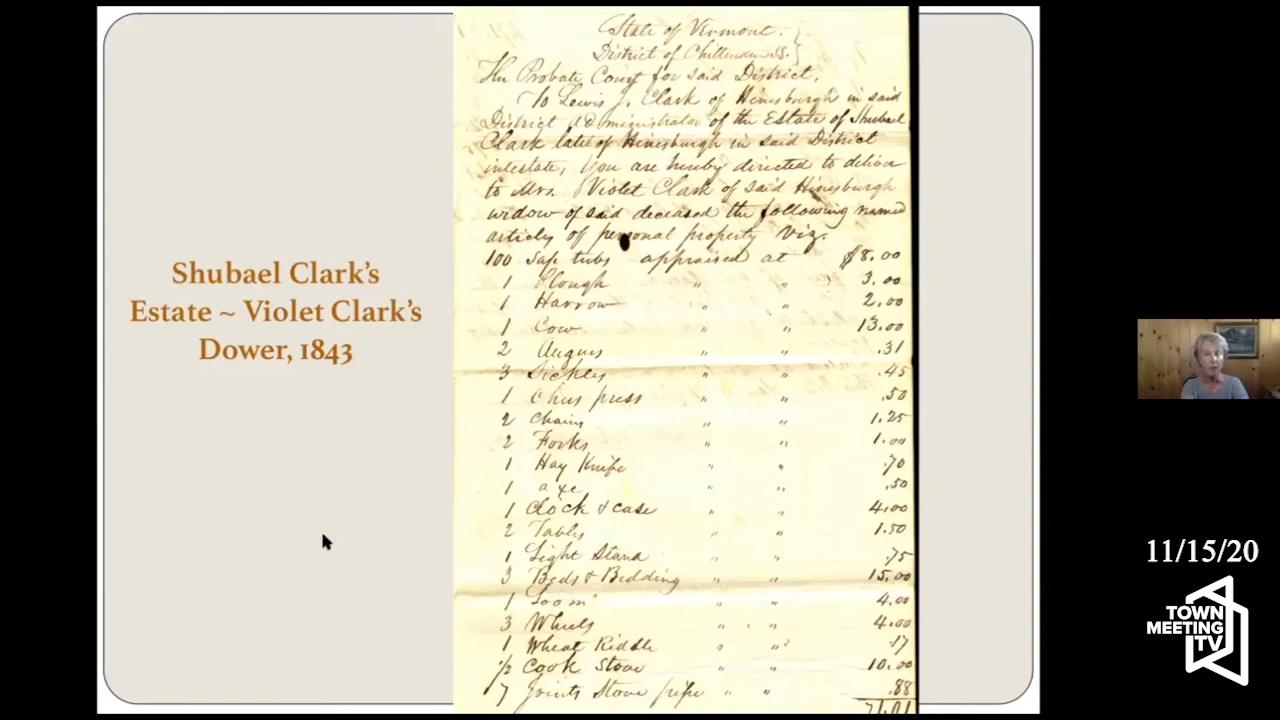 Shubael Clark's
Estate ~ Violet Clark's
Dower, 1843
State of Vermont. }
District of Chittenden SS. }
The Probate Court for said District,
To Lewis J. Clark of Hinesburgh in said
District Administrator of the Estate of Shubael
Clark late of Hinesburgh in said District
intestate, You are hereby directed to deliver
to Mrs. Violet Clark of said Hinesburgh
widow of said deceased the following named
articles of personal property viz.
100 Sap tubs appraised at $8.00
1 Plough " " 3.00
1 Harrow " " 2.00
1 Cow " " 13.00
2 Augurs " " .31
3 Sickles " " .45
1 Chees press " " .50
2 Chains " " 1.25
2 Forks " " 1.00
1 Hay Knife " " .70
1 axe " " .50
1 Clock & case " " 4.00
2 Tables " " 1.50
1 Light Stand " " .75
3 Beds & Bedding " " 15.00
1 Loom " " 4.00
3 Wheels " " 4.00
1 Wheat Riddle " " .17
1/2 Cook Stove " " 10.00
7 Joints Stove pipe " " .88
71.01
11/15/20
TOWN
MEETING
TV